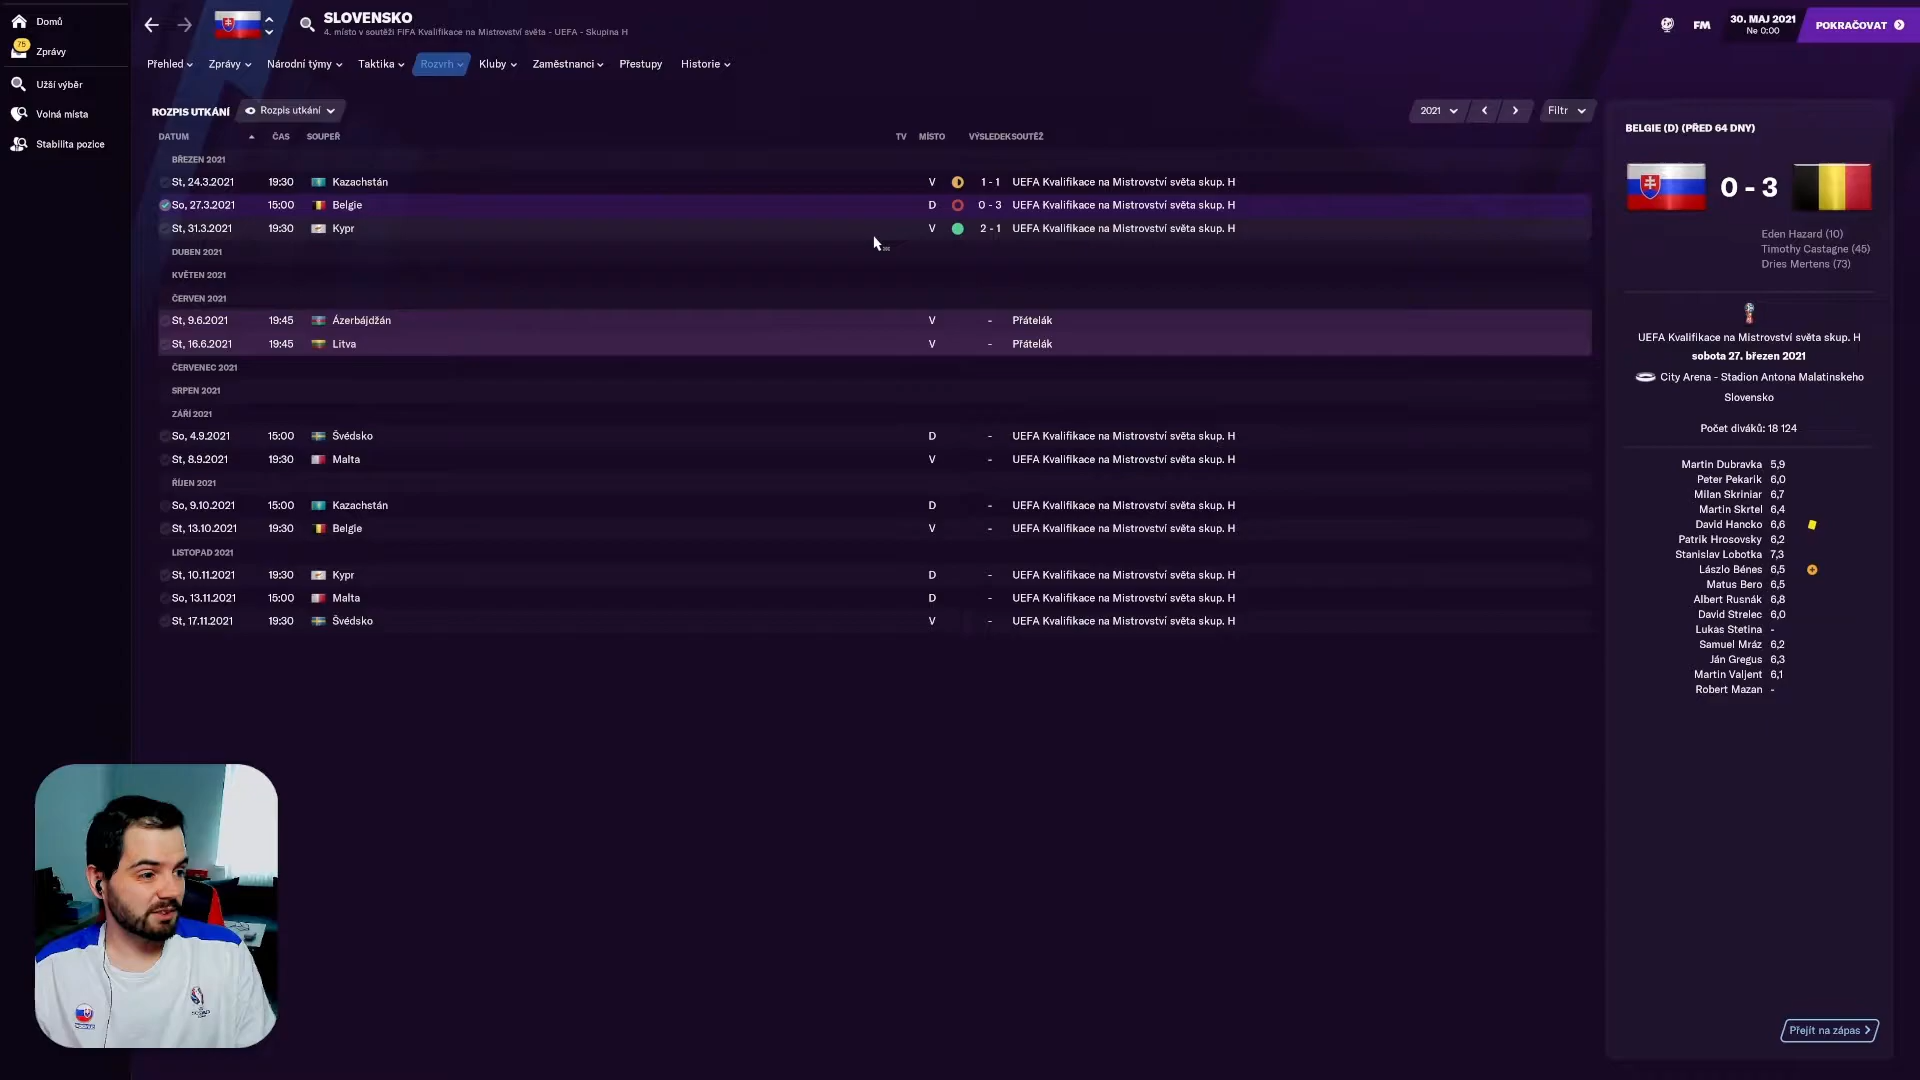 Domů
75
Zprávy
Užší výběr
Volná místa
Stabilita pozice
SLOVENSKO
4. místo v soutěži FIFA Kvalifikace na Mistrovství světa - UEFA - Skupina H
FM
30. MAJ 2021
Ne 0:00
POKRAČOVAT
Přehled Zprávy Národní týmy Taktika Rozvrh Kluby Zaměstnanci Přestupy Historie
ROZPIS UTKÁNÍ Rozpis utkání 2021 Filtr
DATUM ČAS SOUPEŘ TV MÍSTO VÝSLEDEKSOUTĚŽ
BŘEZEN 2021
St, 24.3.2021 19:30 Kazachstán V 1 - 1 UEFA Kvalifikace na Mistrovství světa skup. H
So, 27.3.2021 15:00 Belgie D 0 - 3 UEFA Kvalifikace na Mistrovství světa skup. H
St, 31.3.2021 19:30 Kypr V 2 - 1 UEFA Kvalifikace na Mistrovství světa skup. H
DUBEN 2021
KVĚTEN 2021
ČERVEN 2021
St, 9.6.2021 19:45 Ázerbájdžán V - Přátelák
St, 16.6.2021 19:45 Litva V - Přátelák
ČERVENEC 2021
SRPEN 2021
ZÁŘÍ 2021
So, 4.9.2021 15:00 Švédsko D - UEFA Kvalifikace na Mistrovství světa skup. H
St, 8.9.2021 19:30 Malta V - UEFA Kvalifikace na Mistrovství světa skup. H
ŘÍJEN 2021
So, 9.10.2021 15:00 Kazachstán D - UEFA Kvalifikace na Mistrovství světa skup. H
St, 13.10.2021 19:30 Belgie V - UEFA Kvalifikace na Mistrovství světa skup. H
LISTOPAD 2021
St, 10.11.2021 19:30 Kypr D - UEFA Kvalifikace na Mistrovství světa skup. H
So, 13.11.2021 15:00 Malta D - UEFA Kvalifikace na Mistrovství světa skup. H
St, 17.11.2021 19:30 Švédsko V - UEFA Kvalifikace na Mistrovství světa skup. H
BELGIE (D) (PŘED 64 DNY)
0 - 3
Eden Hazard (10)
Timothy Castagne (45)
Dries Mertens (73)
UEFA Kvalifikace na Mistrovství světa skup. H
sobota 27. březen 2021
City Arena - Stadion Antona Malatinskeho
Slovensko
Počet diváků: 18 124
Martin Dubravka 5,9
Peter Pekarik 6,0
Milan Skriniar 6,7
Martin Skrtel 6,4
David Hancko 6,6
Patrik Hrosovsky 6,2
Stanislav Lobotka 7,3
Lászlo Bénes 6,5
Matus Bero 6,5
Albert Rusnák 6,8
David Strelec 6,0
Lukas Stetina -
Samuel Mráz 6,2
Ján Gregus 6,3
Martin Valjent 6,1
Robert Mazan -
Přejít na zápas